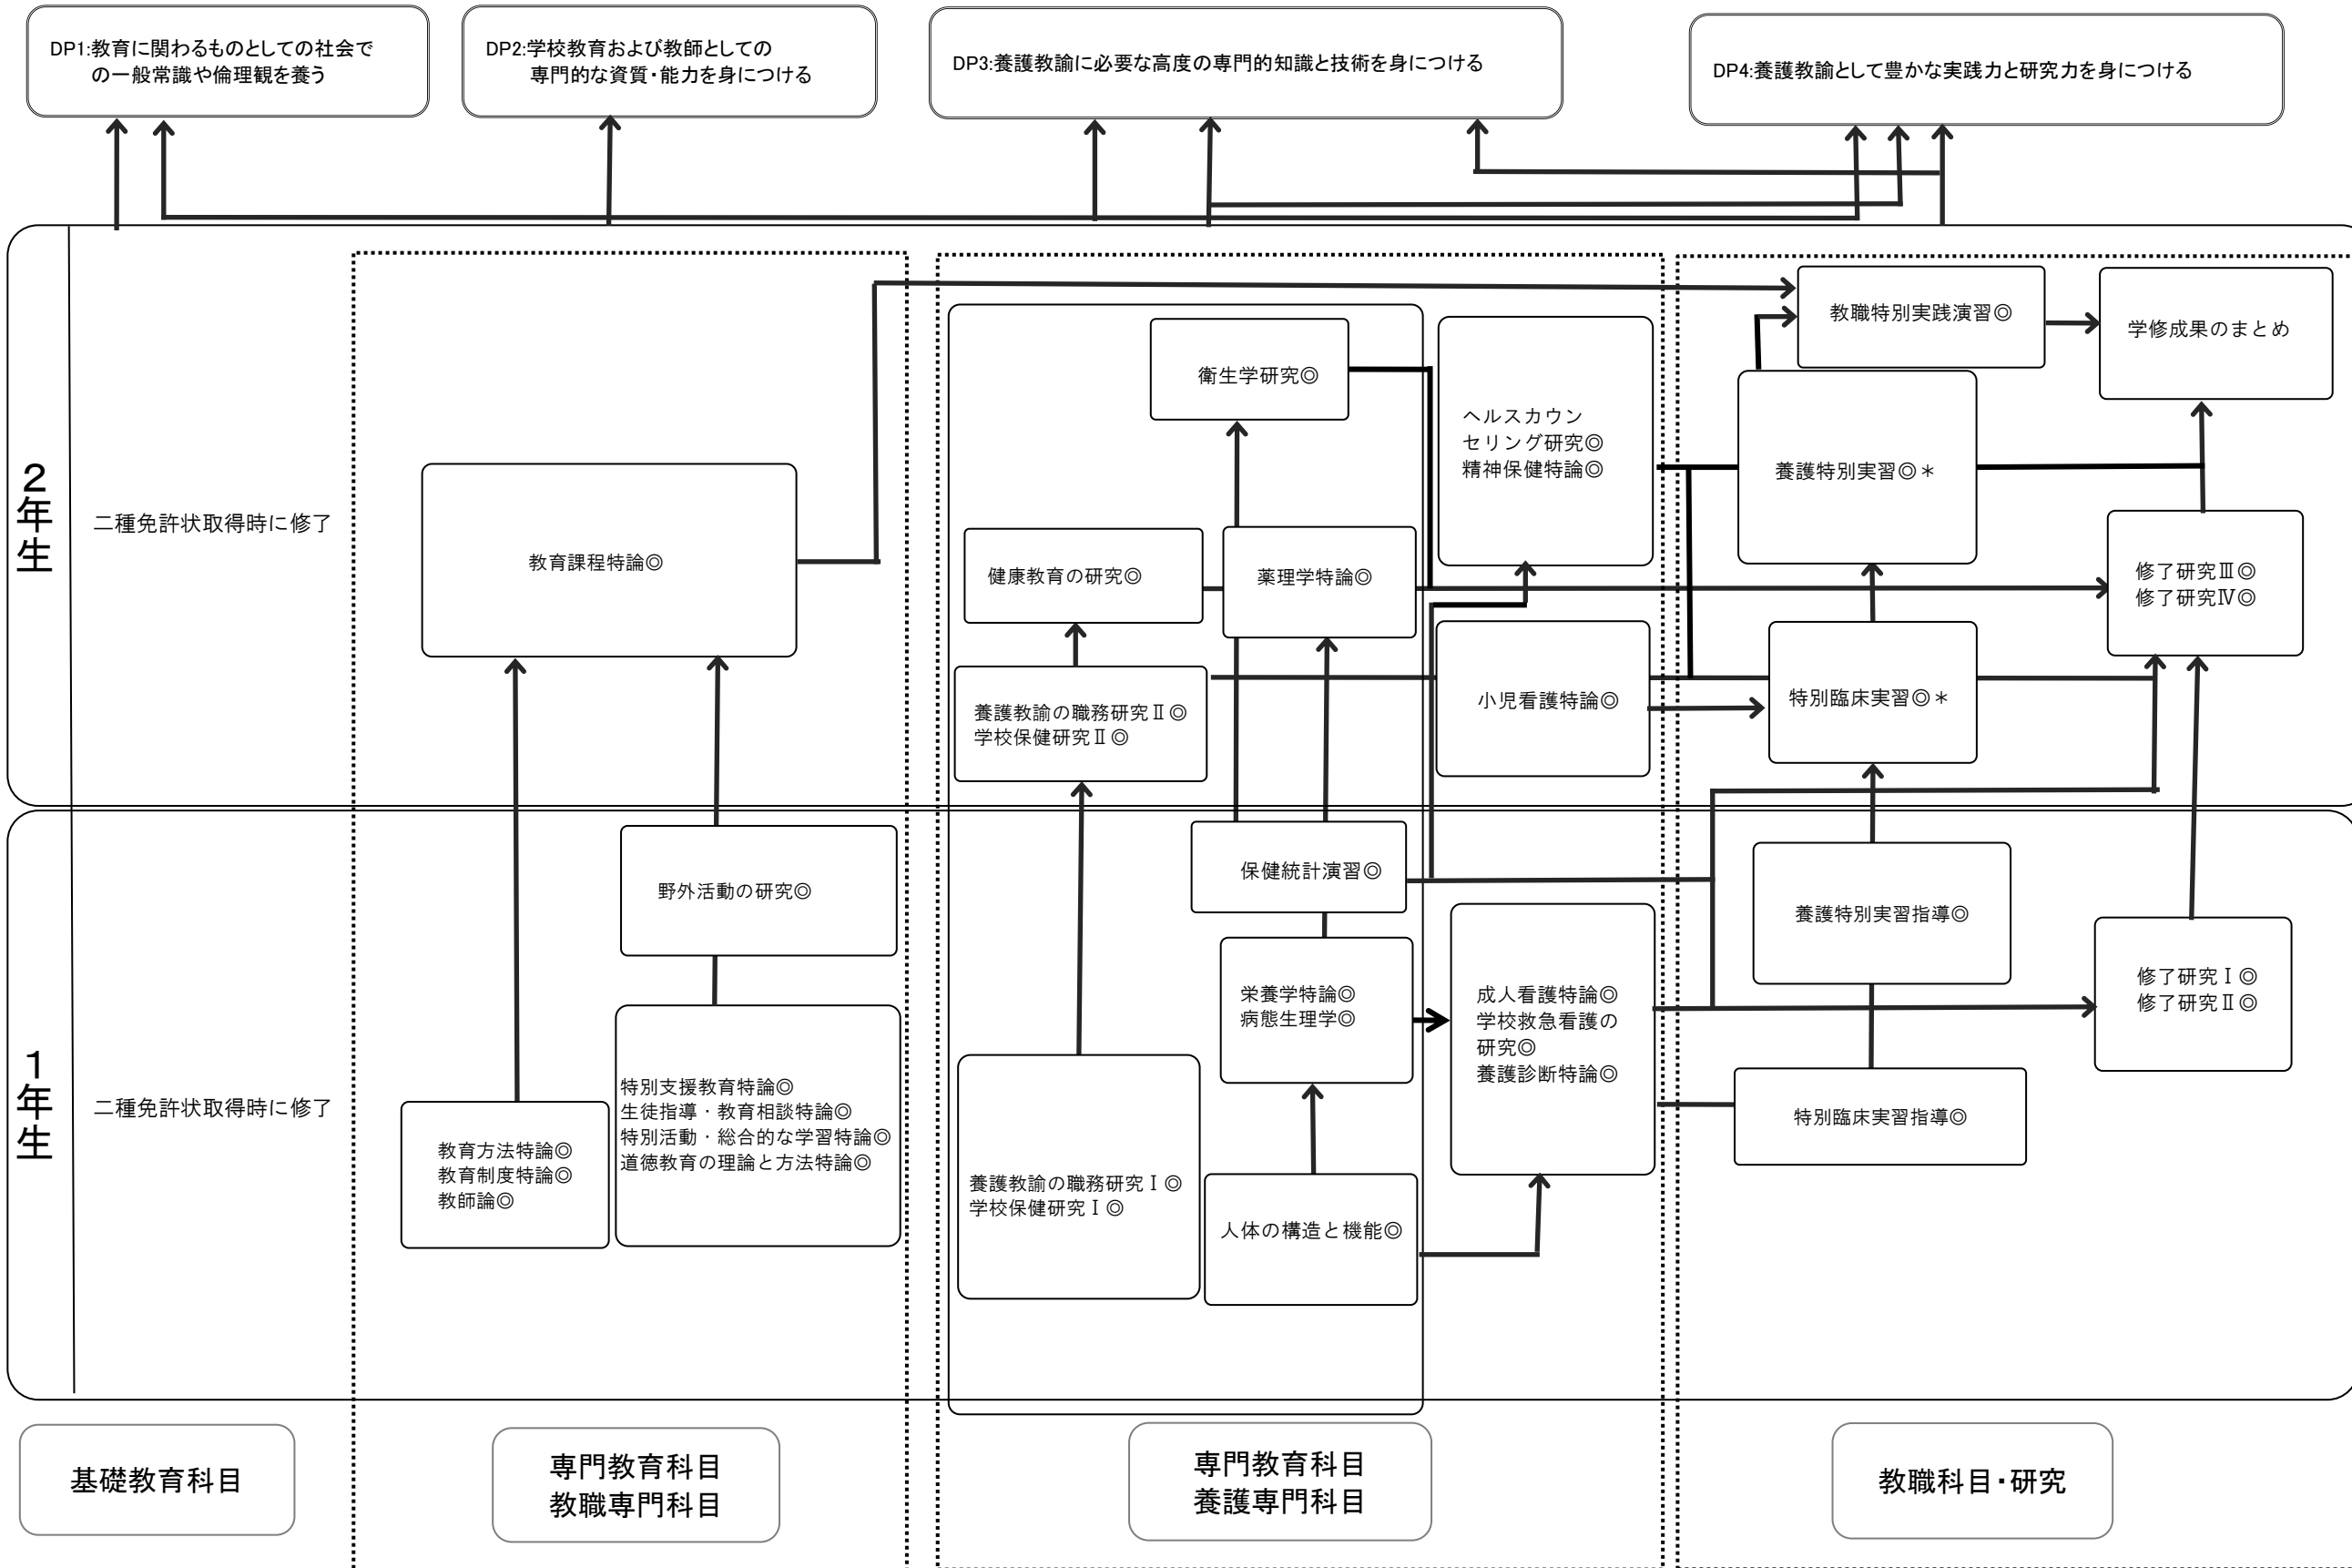 DP1:教育に関わるものとしての社会で
の一般常識や倫理観を養う
DP2:学校教育および教師としての
専門的な資質・能力を身につける
DP3:養護教諭に必要な高度の専門的知識と技術を身につける
DP4:養護教諭として豊かな実践力と研究力を身につける
2年生
二種免許状取得時に修了
教育課程特論◎
衛生学研究◎
健康教育の研究◎
薬理学特論◎
養護教諭の職務研究Ⅱ◎
学校保健研究Ⅱ◎
ヘルスカウン
セリング研究◎
精神保健特論◎
小児看護特論◎
教職特別実践演習◎
学修成果のまとめ
養護特別実習◎＊
修了研究Ⅲ◎
修了研究Ⅳ◎
特別臨床実習◎＊
1年生
二種免許状取得時に修了
野外活動の研究◎
教育方法特論◎
教育制度特論◎
教師論◎
特別支援教育特論◎
生徒指導・教育相談特論◎
特別活動・総合的な学習特論◎
道徳教育の理論と方法特論◎
保健統計演習◎
栄養学特論◎
病態生理学◎
養護教諭の職務研究Ⅰ◎
学校保健研究Ⅰ◎
人体の構造と機能◎
成人看護特論◎
学校救急看護の
研究◎
養護診断特論◎
養護特別実習指導◎
修了研究Ⅰ◎
修了研究Ⅱ◎
特別臨床実習指導◎
基礎教育科目
専門教育科目
教職専門科目
専門教育科目
養護専門科目
教職科目・研究